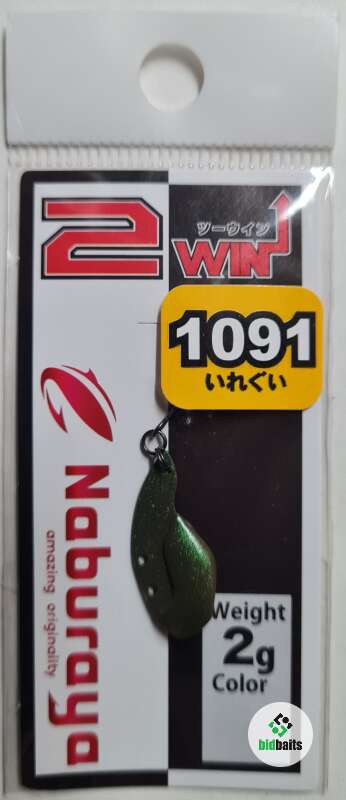 2
ツーウイン
WIN
1091
いれぐい
Naburaya
amazing originality
Weight
2g
Color
bidbaits